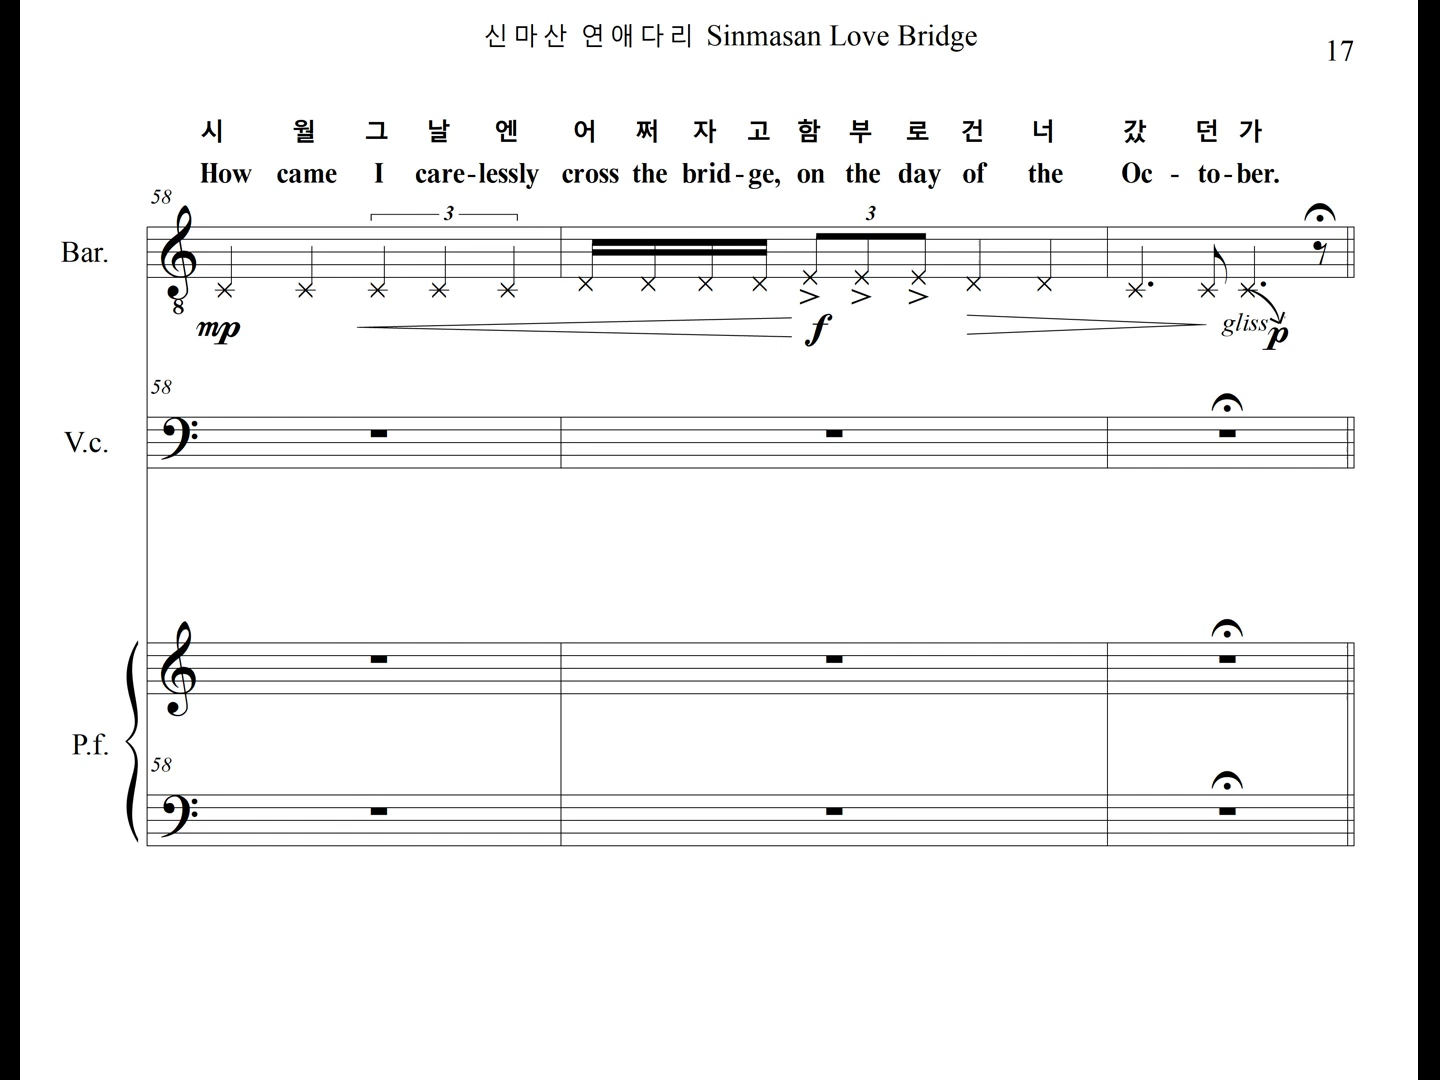 신마산 연애다리 Sinmasan Love Bridge
17
시 월 그 날 엔 어 쩌 자 고 함 부 로 건 너 갔 던 가
How came I care-lessly cross the brid-ge, on the day of the Oc - to-ber.
58
3
3
Bar.
8
mp
f
gliss
p
58
V.c.
P.f.
58